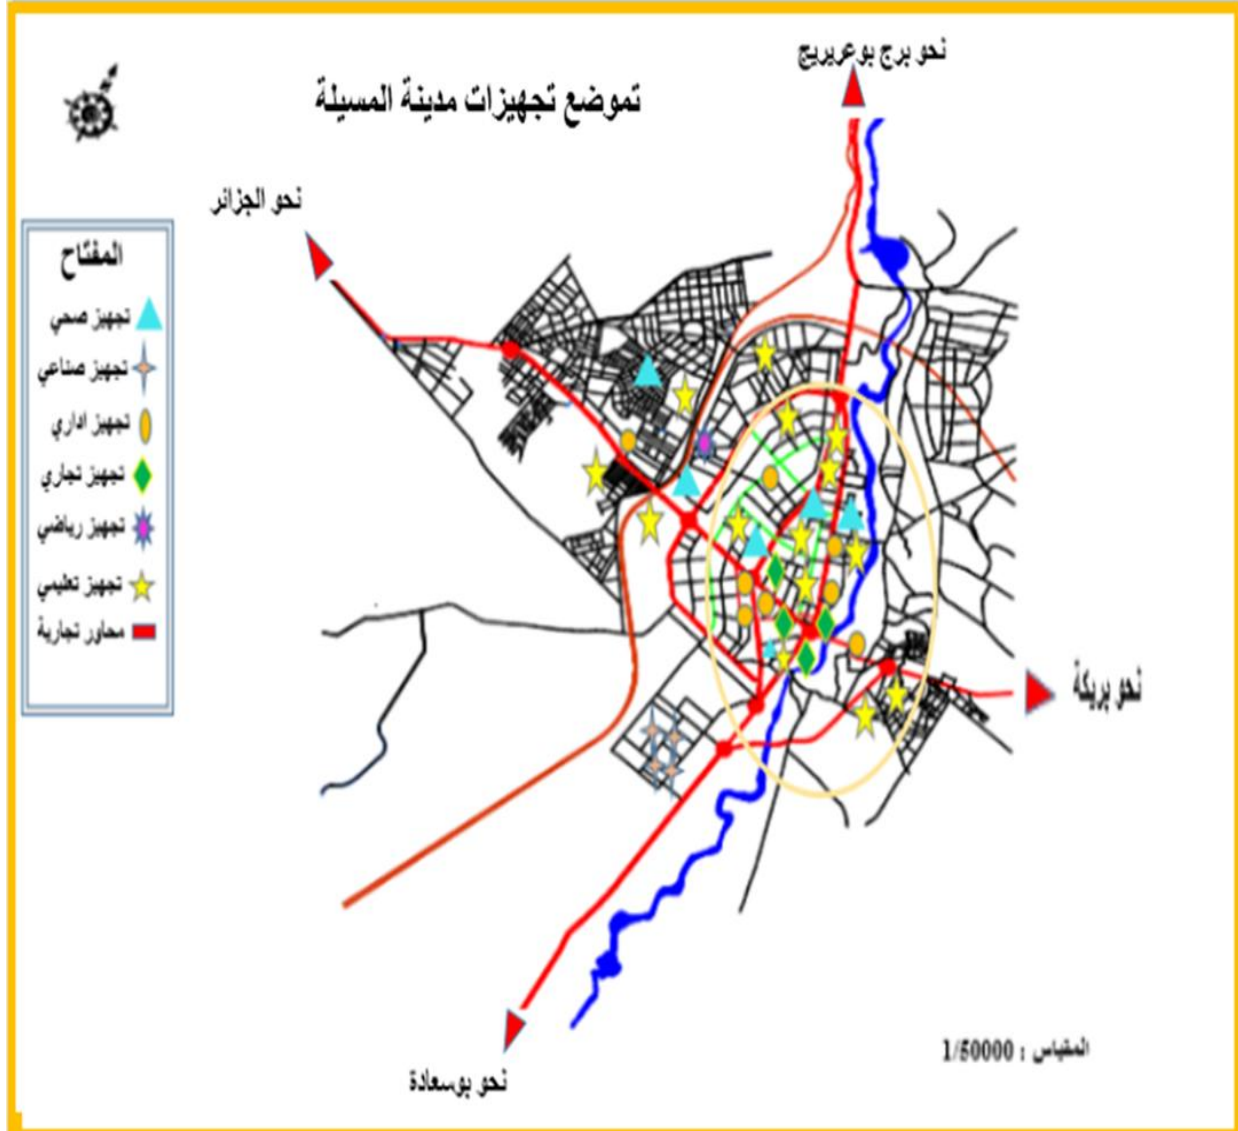 نحو برج بوعريريج
تموضع تجهيزات مدينة المسيلة
نحو الجزائر
المفتاح
تجهيز صحي
تجهيز صناعي
تجهيز اداري
تجهيز تجاري
تجهيز رياضي
تجهيز تعليمي
محاور تجارية
نحو بريكة
المقياس : 1/50000
نحو بوسعادة